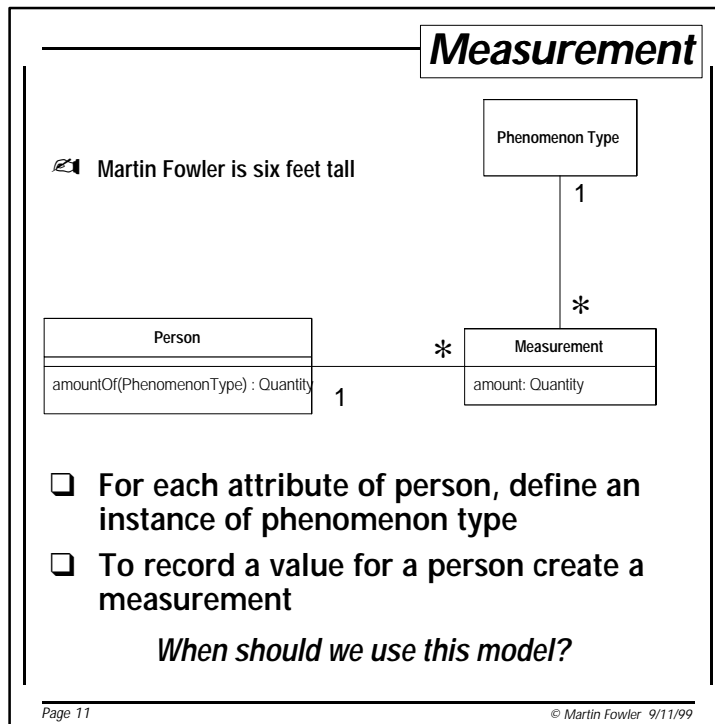 Measurement
Phenomenon Type
✍ Martin Fowler is six feet tall
1
*
Person
*
Measurement
amountOf(PhenomenonType) : Quantity
1
amount: Quantity
❑ For each attribute of person, define an
instance of phenomenon type
❑ To record a value for a person create a
measurement
When should we use this model?
Page 11
© Martin Fowler 9/11/99